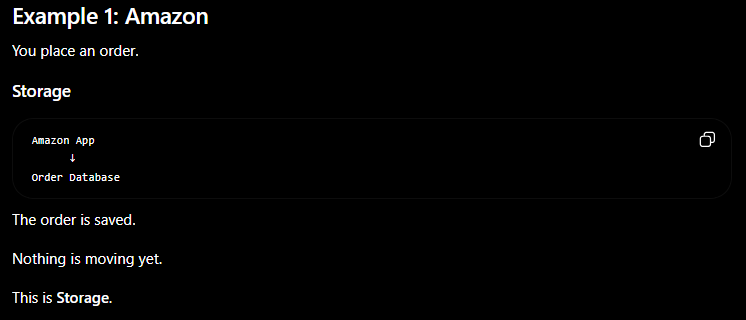 Example 1: Amazon
You place an order.
Storage
Amazon App
↓
Order Database
The order is saved.
Nothing is moving yet.
This is Storage.